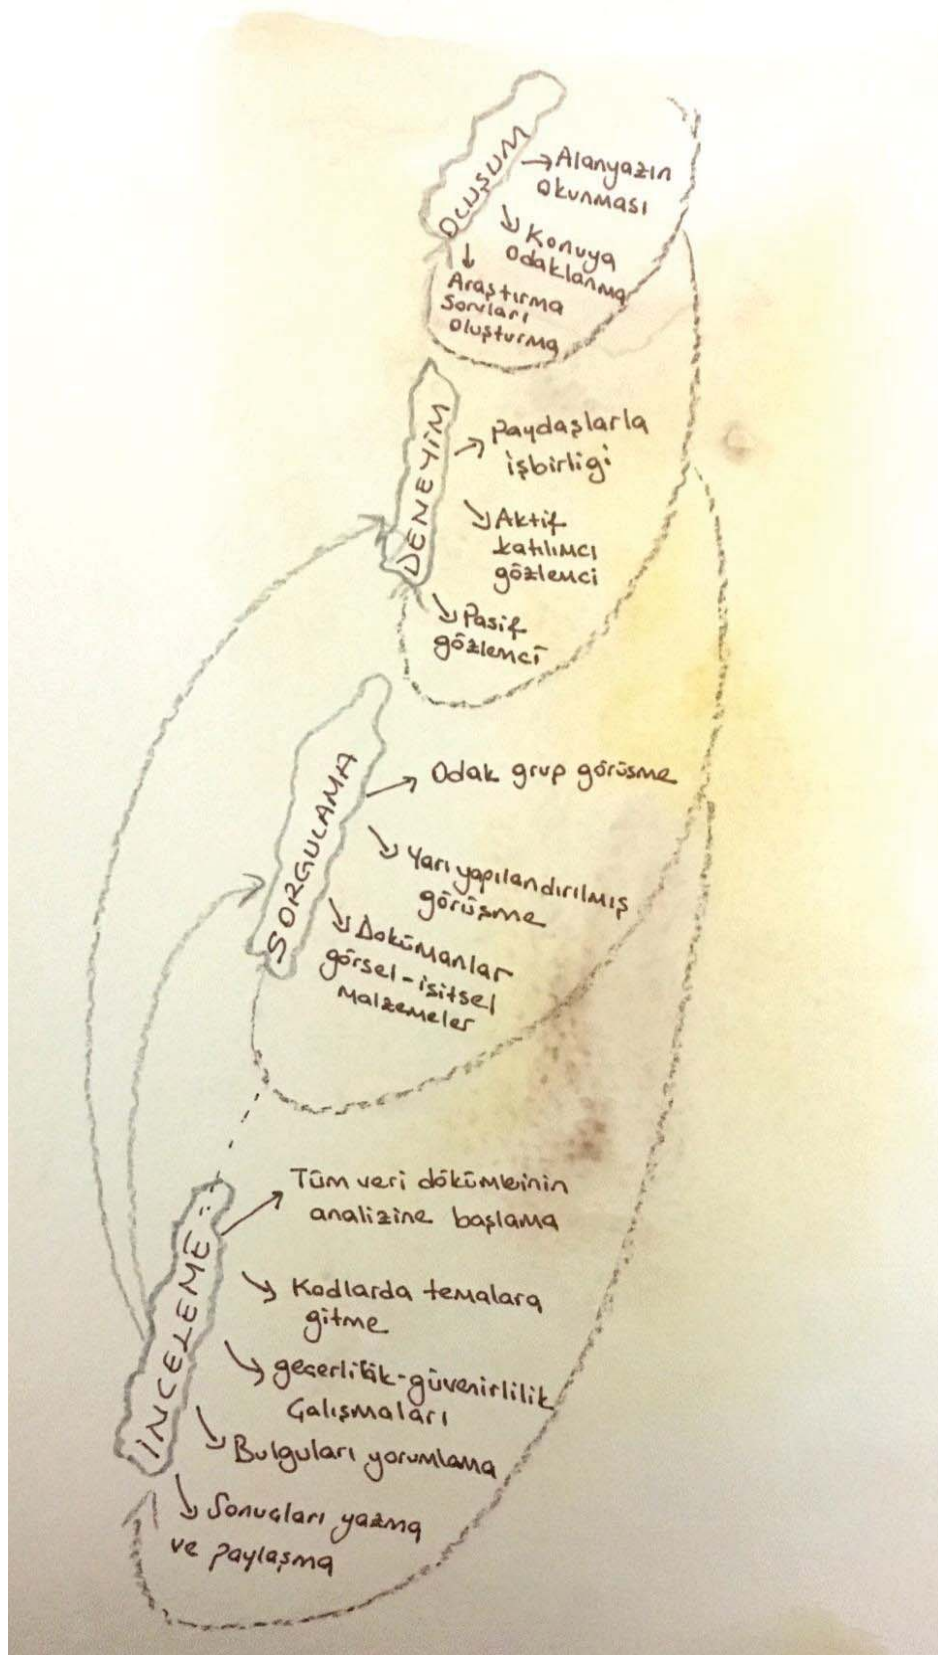 OLUŞUM
Alanyazın
okunması
Konuya
Odaklanma
Araştırma
Soruları
oluşturma
DENEYİM
Paydaşlarla
işbirliği
Aktif
katılımcı
gözlemci
Pasif
gözlemci
SORGULAMA
Odak grup görüşme
Yarı yapılandırılmış
görüşme
Dokümanlar
görsel-işitsel
Malzemeler
İNCELEME
Tüm veri dökümleinin
analizine başlama
Kodlarda temalara
gitme
geçerlilik-güvenirlilik
Çalışmaları
Bulguları yorumlama
Sonuçları yazma
ve paylaşma